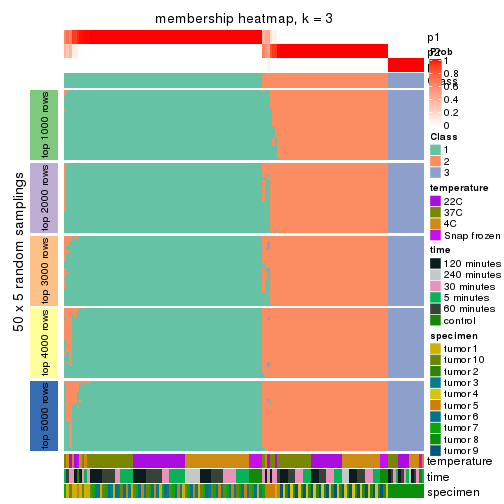 membership heatmap, k = 3
p1
p2
Prob
1
0.8
0.6
0.4
0.2
0
Class
Class
1
2
3
temperature
22C
37C
4C
Snap frozen
time
120 minutes
240 minutes
30 minutes
5 minutes
60 minutes
control
specimen
tumor 1
tumor 10
tumor 2
tumor 3
tumor 4
tumor 5
tumor 6
tumor 7
tumor 8
tumor 9
50 x 5 random samplings
top 1000 rows
top 2000 rows
top 3000 rows
top 4000 rows
top 5000 rows
temperature
time
specimen